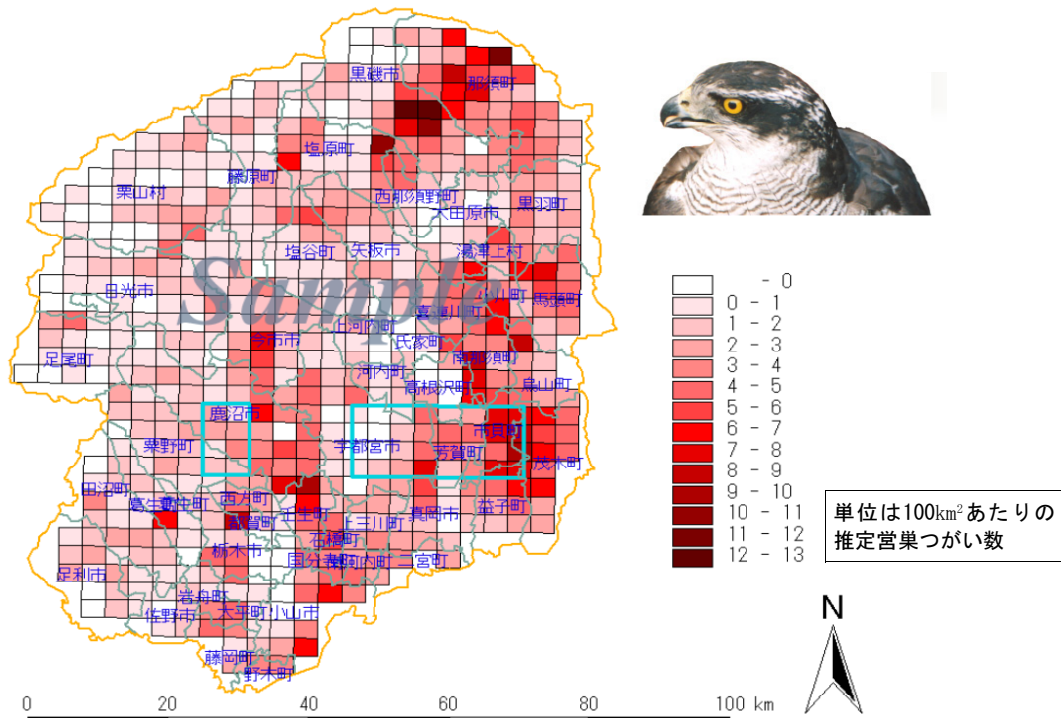 黒磯市
那須町
塩原町
藤原町
栗山村
西那須野町
大田原市
黒羽町
塩谷町
矢板市
湯津上村
Sample
日光市
小川町
馬頭町
喜連川町
上河内町
今市市
氏家町
南那須町
足尾町
河内町
高根沢町
烏山町
鹿沼市
市貝町
粟野町
宇都宮市
芳賀町
茂木町
田沼町
葛生町
西方町
益子町
都賀町
壬生町
上三川町
真岡市
石橋町
栃木市
国分寺町
南河内町
二宮町
足利市
岩舟町
佐野市
大平町
小山市
藤岡町
野木町
- 0
0 - 1
1 - 2
2 - 3
3 - 4
4 - 5
5 - 6
6 - 7
7 - 8
8 - 9
9 - 10
10 - 11
11 - 12
12 - 13
単位は100km²あたりの
推定営巣つがい数
N
0 20 40 60 80 100 km